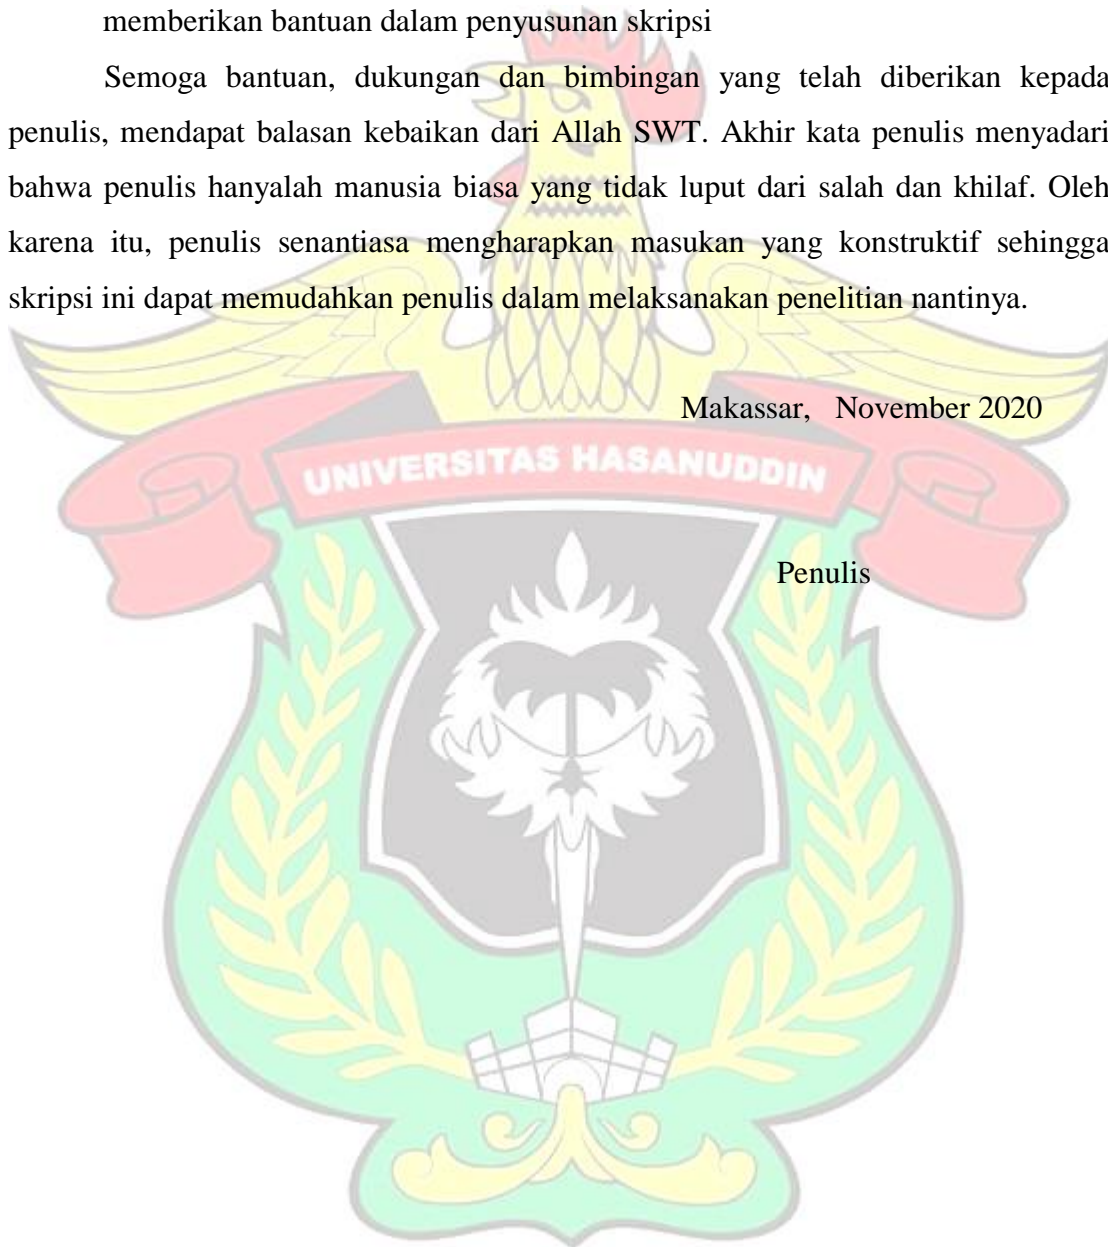 memberikan bantuan dalam penyusunan skripsi
Semoga bantuan, dukungan dan bimbingan yang telah diberikan kepada
penulis, mendapat balasan kebaikan dari Allah SWT. Akhir kata penulis menyadari
bahwa penulis hanyalah manusia biasa yang tidak luput dari salah dan khilaf. Oleh
karena itu, penulis senantiasa mengharapkan masukan yang konstruktif sehingga
skripsi ini dapat memudahkan penulis dalam melaksanakan penelitian nantinya.
Makassar, November 2020
UNIVERSITAS HASANUDDIN
Penulis